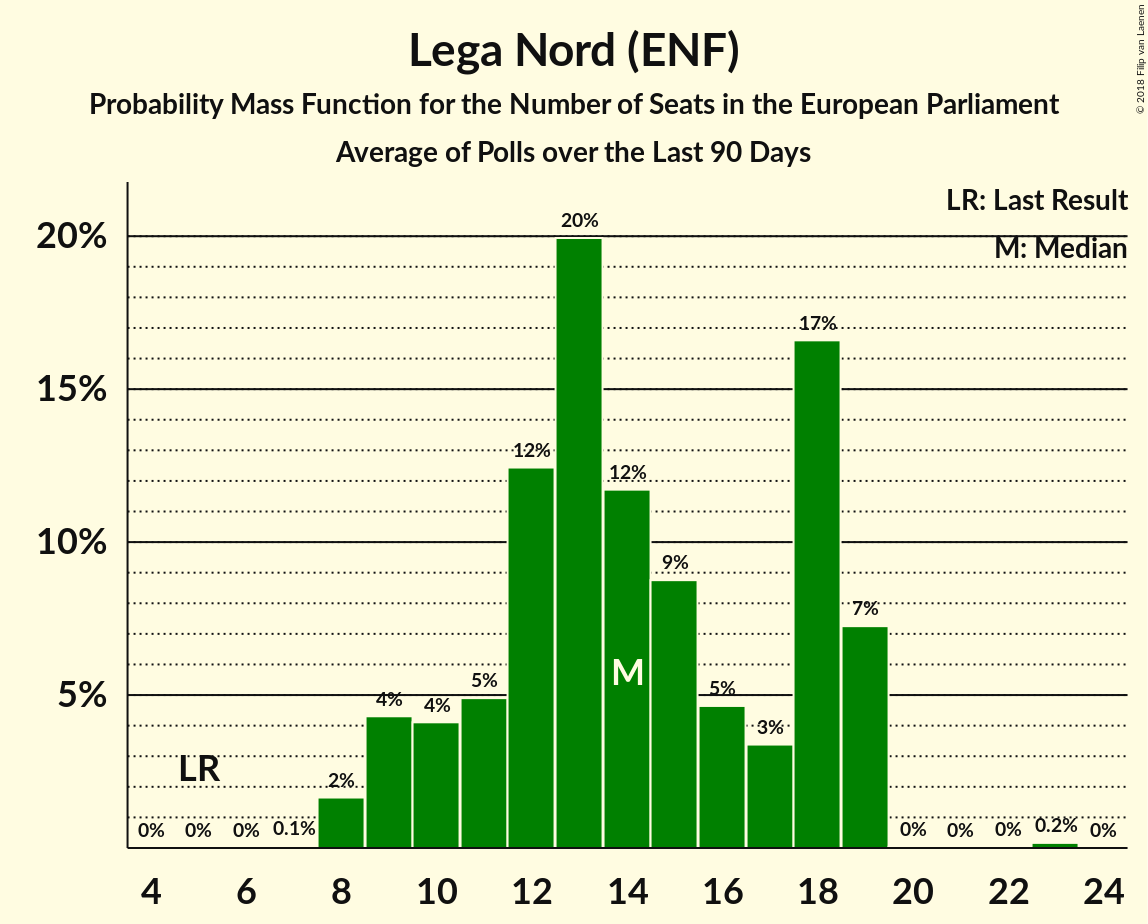 Lega Nord (ENF)
Probability Mass Function for the Number of Seats in the European Parliament
Average of Polls over the Last 90 Days
© 2018 Filip van Laenen
LR: Last Result
M: Median
20%
15%
10%
5%
0%
0%
0%
0.1%
2%
4%
4%
5%
12%
20%
12%
9%
5%
3%
17%
7%
0%
0%
0%
0.2%
0%
LR
M
4 6 8 10 12 14 16 18 20 22 24